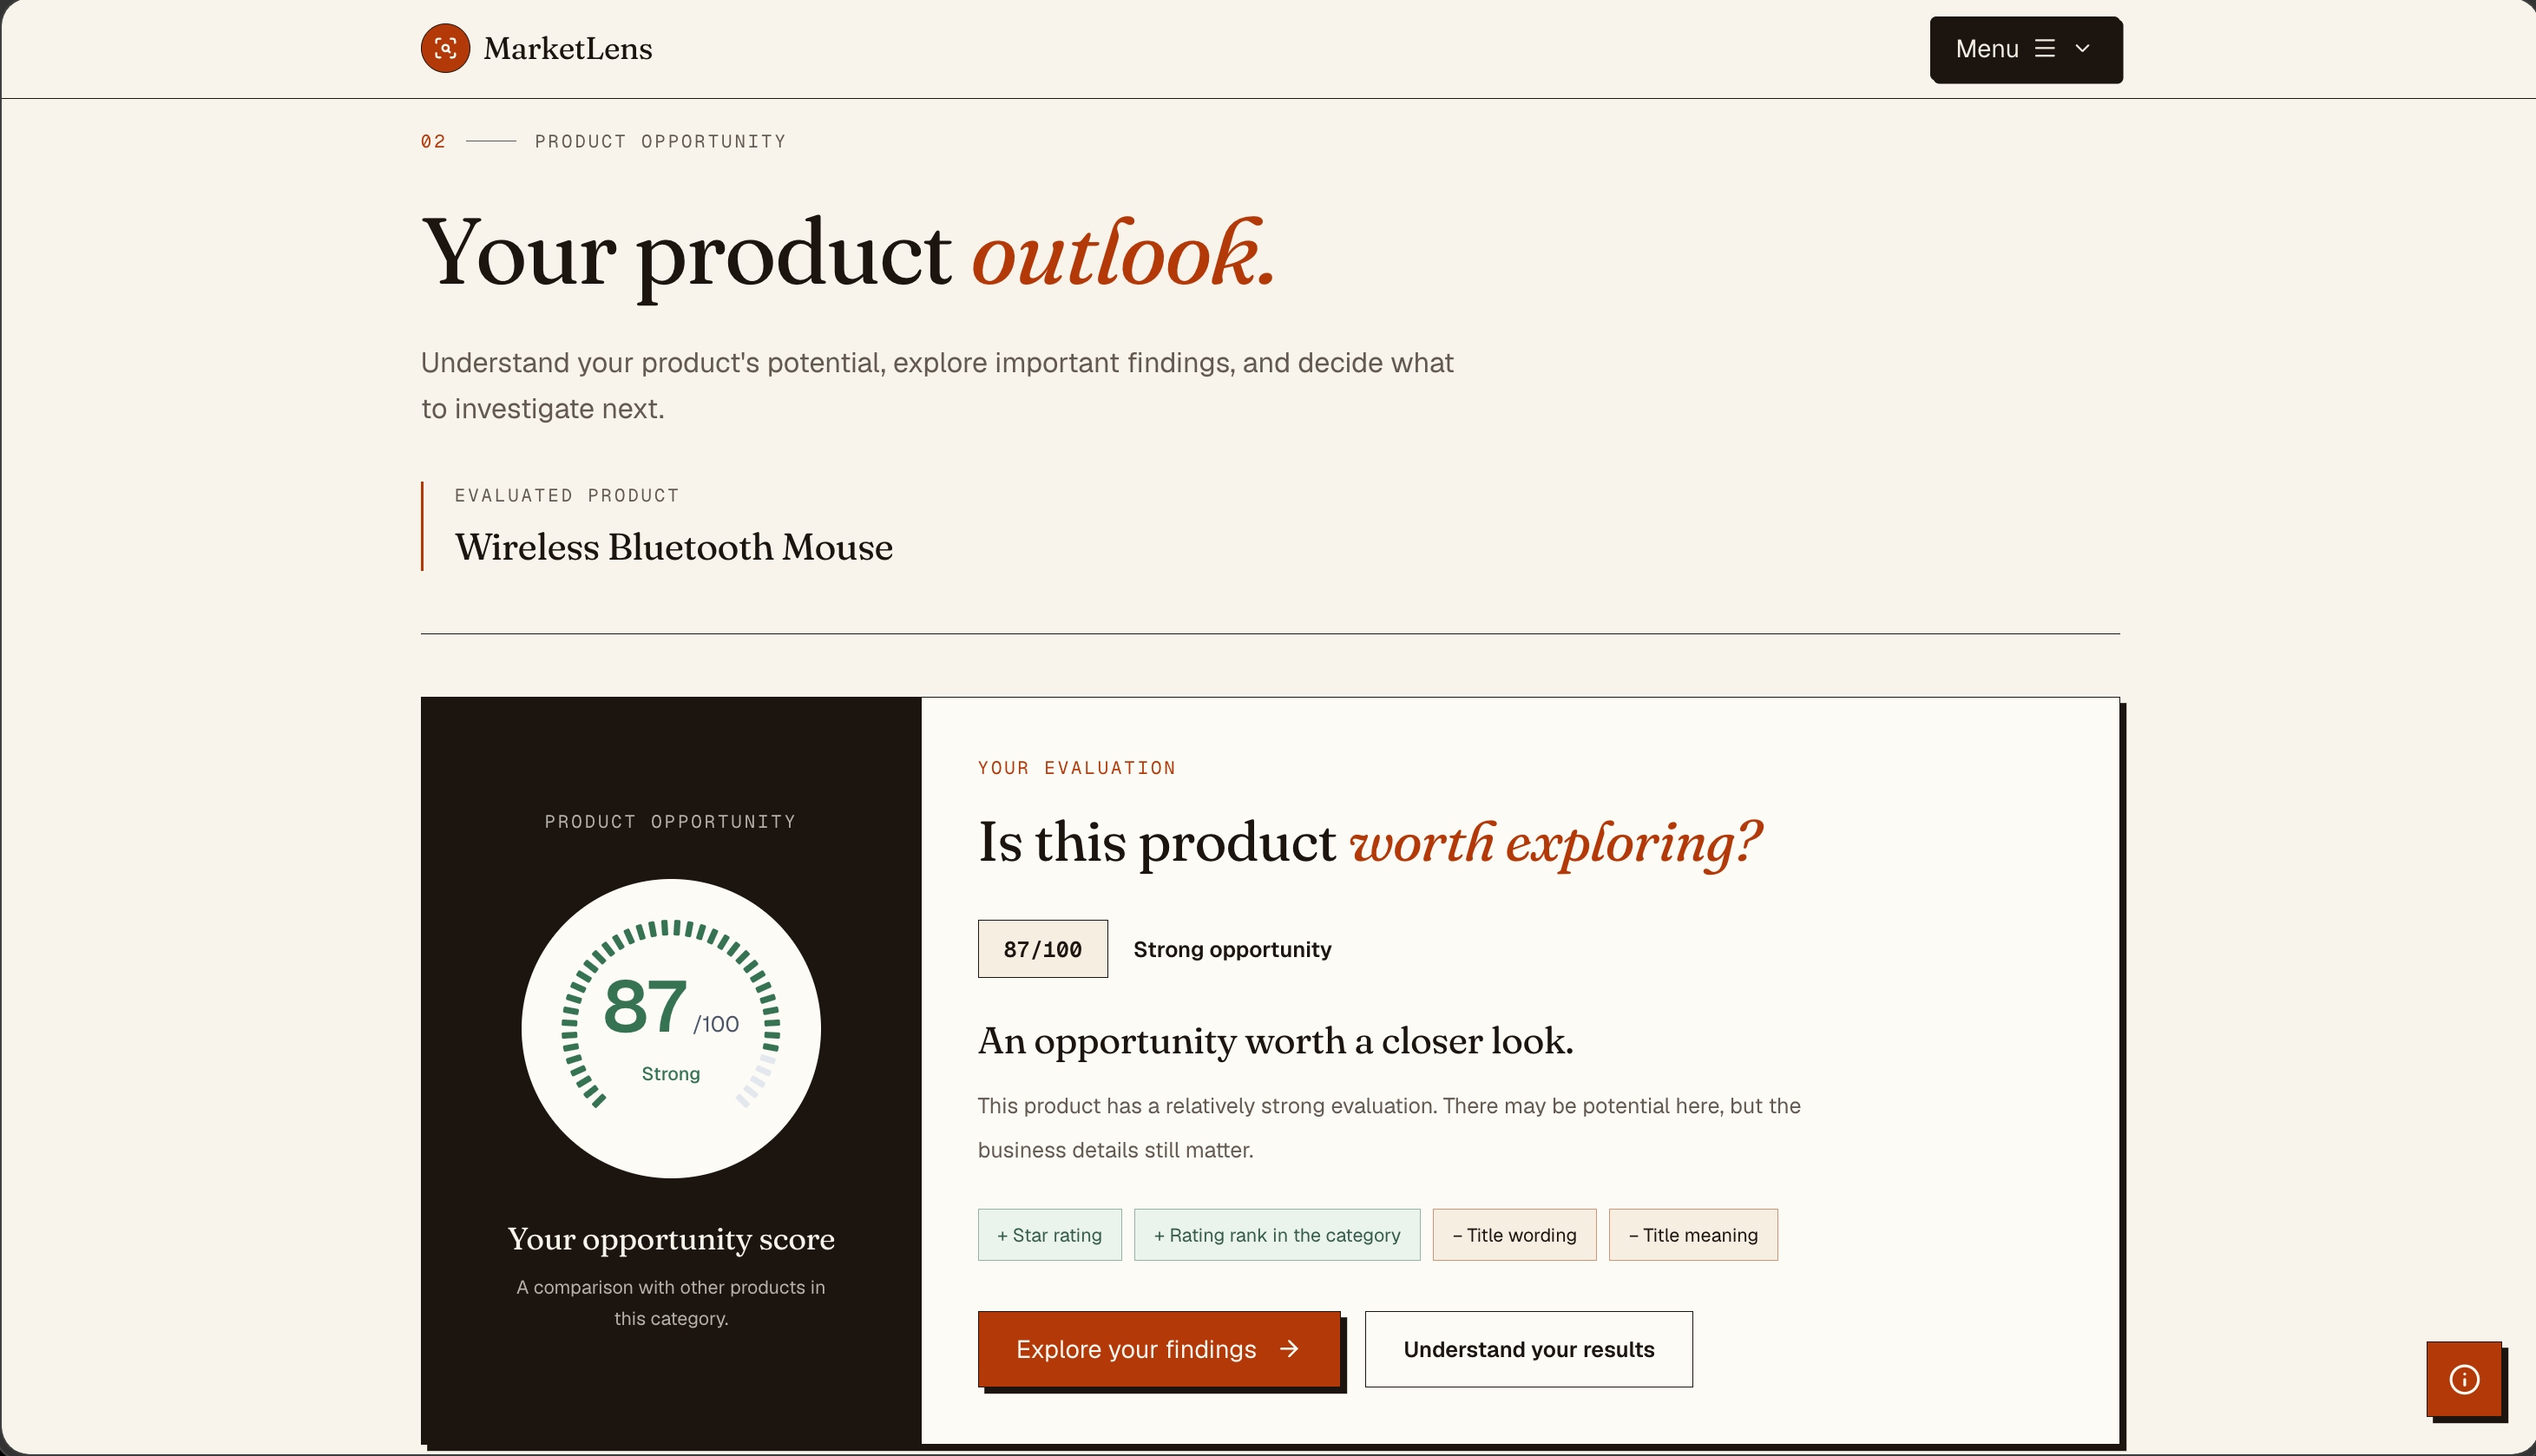 MarketLens
Menu
02 PRODUCT OPPORTUNITY
Your product outlook.
Understand your product's potential, explore important findings, and decide what
to investigate next.
EVALUATED PRODUCT
Wireless Bluetooth Mouse
PRODUCT OPPORTUNITY
87 /100
Strong
Your opportunity score
A comparison with other products in
this category.
YOUR EVALUATION
Is this product worth exploring?
87/100 Strong opportunity
An opportunity worth a closer look.
This product has a relatively strong evaluation. There may be potential here, but the
business details still matter.
+ Star rating + Rating rank in the category – Title wording – Title meaning
Explore your findings → Understand your results